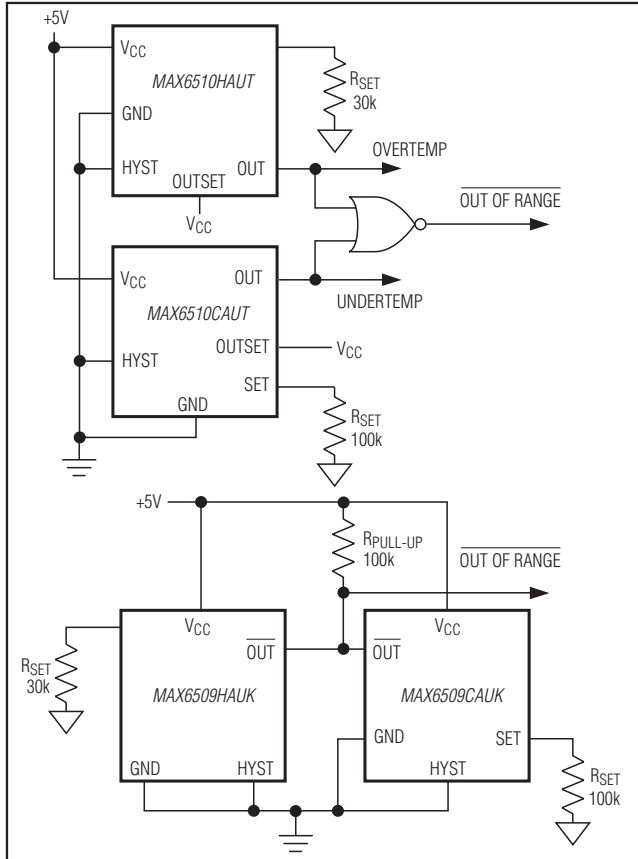 +5V
VCC
MAX6510HAUT
RSET
30k
GND
OVERTEMP
HYST
OUT
OUTSET
VCC
OUT OF RANGE
VCC
OUT
MAX6510CAUT
UNDERTEMP
OUTSET
VCC
HYST
SET
GND
RSET
100k
+5V
RPULL-UP
100k
OUT OF RANGE
VCC
OUT
OUT
VCC
RSET
30k
MAX6509HAUK
MAX6509CAUK
GND
SET
GND
HYST
HYST
RSET
100k